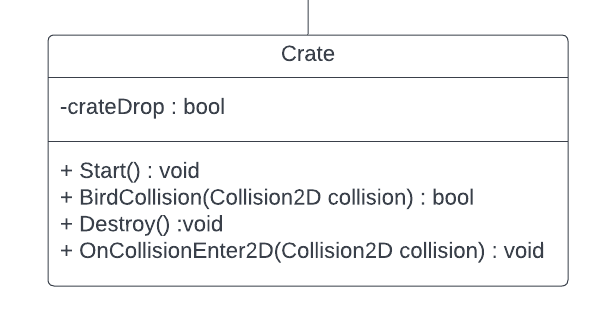 Crate
-crateDrop : bool
+ Start() : void
+ BirdCollision(Collision2D collision) : bool
+ Destroy() :void
+ OnCollisionEnter2D(Collision2D collision) : void